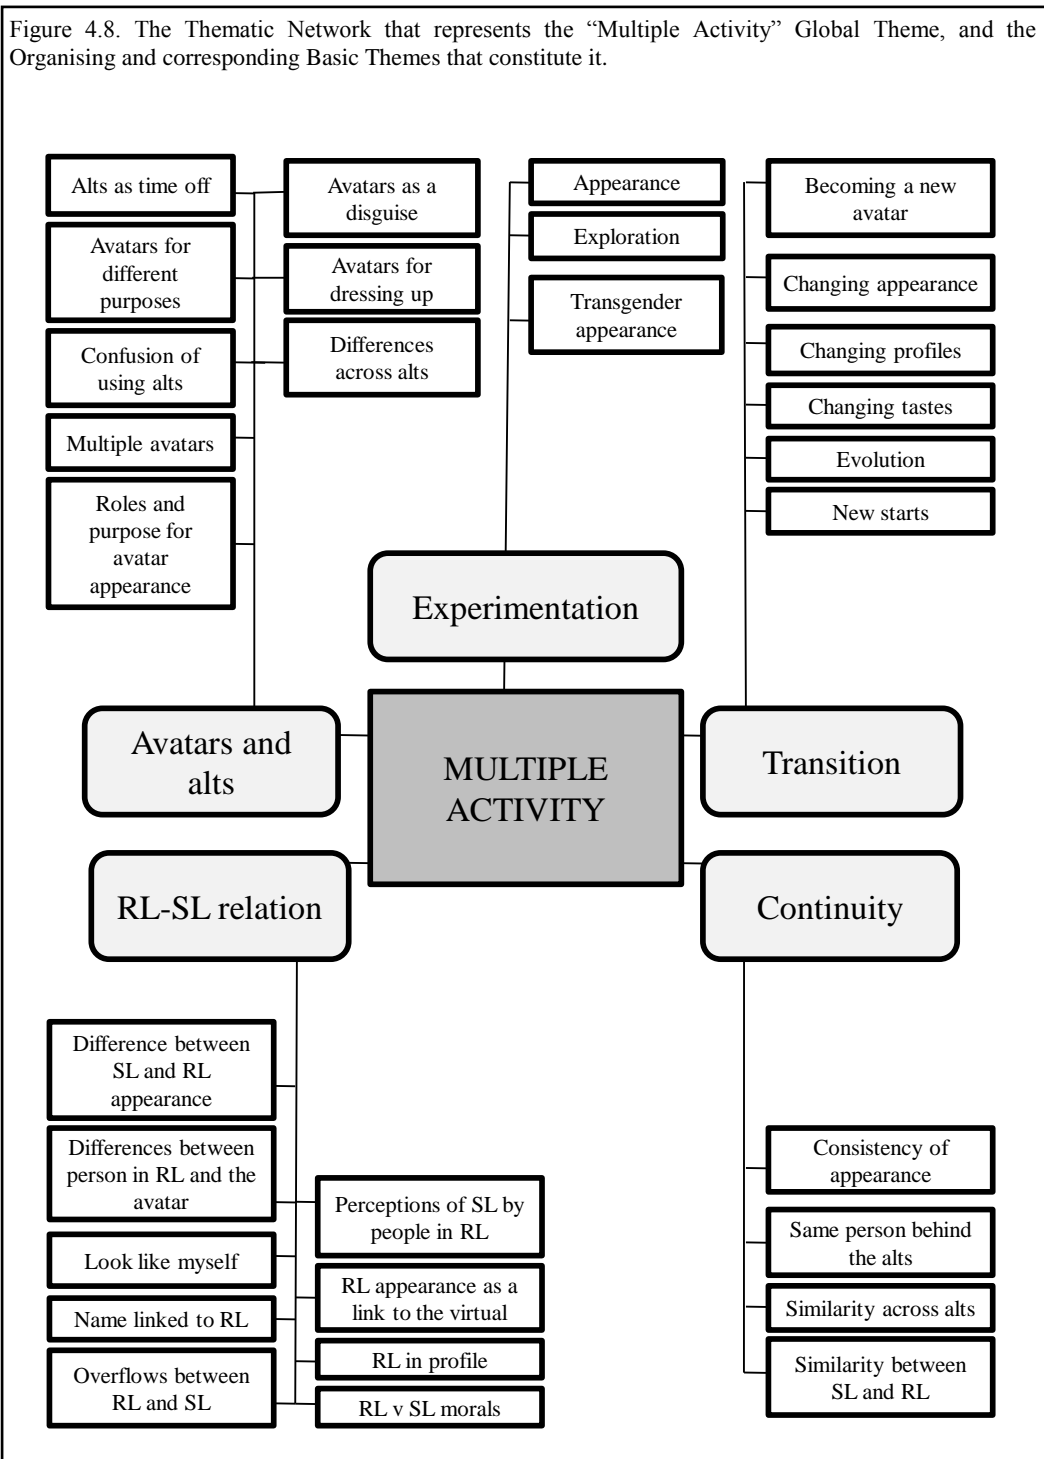 Figure 4.8. The Thematic Network that represents the “Multiple Activity” Global Theme, and the
Organising and corresponding Basic Themes that constitute it.
Alts as time off
Avatars for
different
purposes
Confusion of
using alts
Multiple avatars
Roles and
purpose for
avatar
appearance
Avatars as a
disguise
Avatars for
dressing up
Differences
across alts
Appearance
Exploration
Transgender
appearance
Becoming a new
avatar
Changing appearance
Changing profiles
Changing tastes
Evolution
New starts
Experimentation
Avatars and
alts
MULTIPLE
ACTIVITY
Transition
RL-SL relation
Continuity
Difference between
SL and RL
appearance
Differences between
person in RL and the
avatar
Look like myself
Name linked to RL
Overflows between
RL and SL
Perceptions of SL by
people in RL
RL appearance as a
link to the virtual
RL in profile
RL v SL morals
Consistency of
appearance
Same person behind
the alts
Similarity across alts
Similarity between
SL and RL